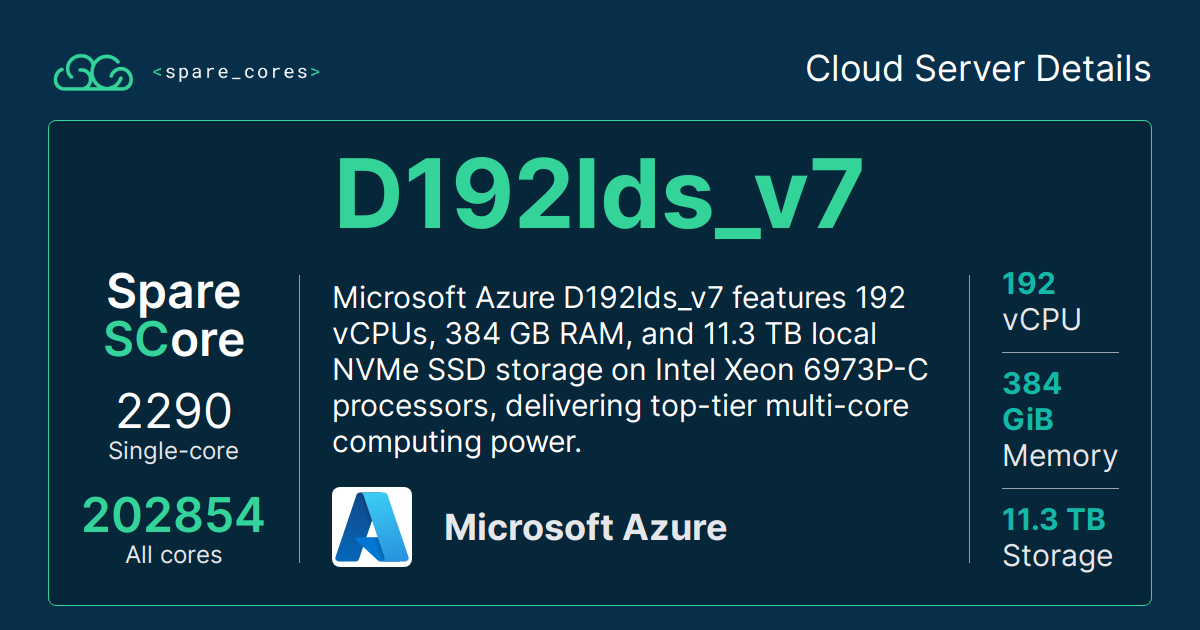 <spare_cores>
Cloud Server Details
D192lds_v7
Spare
SCore
2290
Single-core
202854
All cores
Microsoft Azure D192lds_v7 features 192
vCPUs, 384 GB RAM, and 11.3 TB local
NVMe SSD storage on Intel Xeon 6973P-C
processors, delivering top-tier multi-core
computing power.
Microsoft Azure
192
vCPU
384
GiB
Memory
11.3 TB
Storage